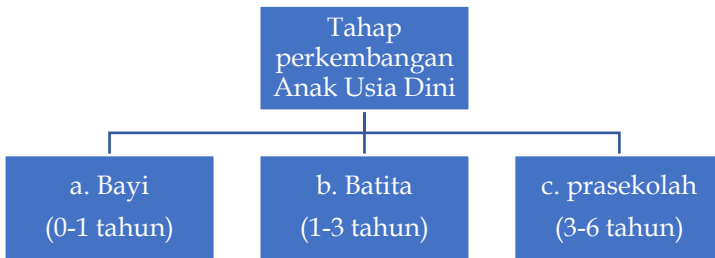 Tahap
perkembangan
Anak Usia Dini
a. Bayi
(0-1 tahun)
b. Batita
(1-3 tahun)
c. prasekolah
(3-6 tahun)